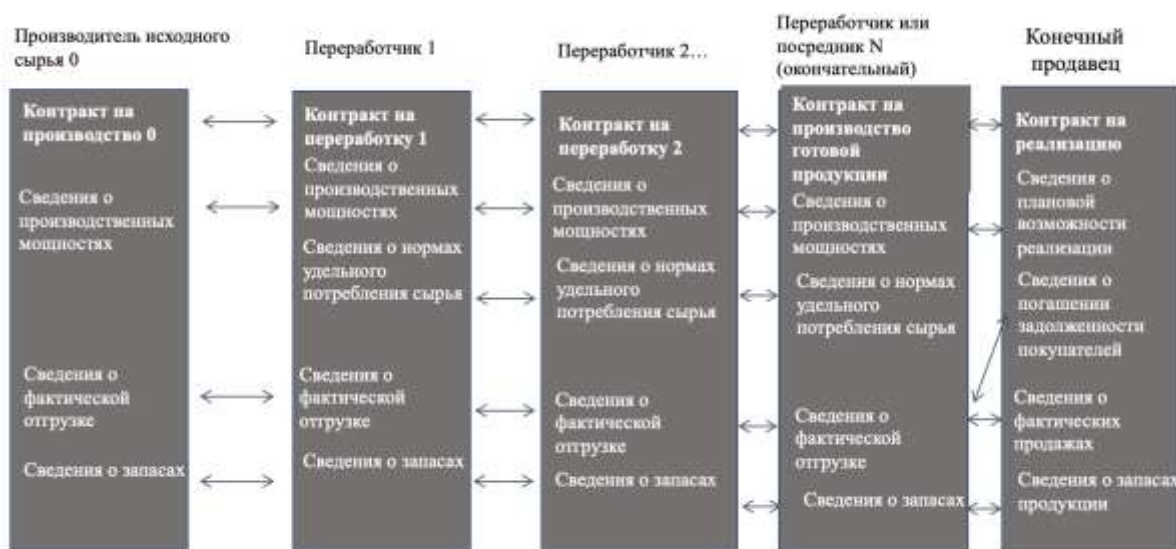 Производитель исходного
сырья 0
Контракт на
производство 0
Сведения о
производственных
мощностях
Сведения о
фактической
отгрузке
Сведения о запасах
Переработчик 1
Контракт на
переработку 1
Сведения о
производственных
мощностях
Сведения о нормах
удельного
потребления сырья
Сведения о
фактической
отгрузке
Сведения о запасах
Переработчик 2…
Контракт на
переработку 2
Сведения о
производственных
мощностях
Сведения о нормах
удельного
потребления сырья
Сведения о
фактической
отгрузке
Сведения о запасах
Переработчик или
посредник N
(окончательный)
Контракт на
производство
готовой
продукции
Сведения о
производственных
мощностях
Сведения о нормах
удельного
потребления сырья
Сведения о
фактической
отгрузке
Сведения о запасах
Конечный
продавец
Контракт на
реализацию
Сведения о
плановой
возможности
реализации
Сведения о
погашении
задолженности
покупателей
Сведения о
фактических
продажах
Сведения о запасах
продукции